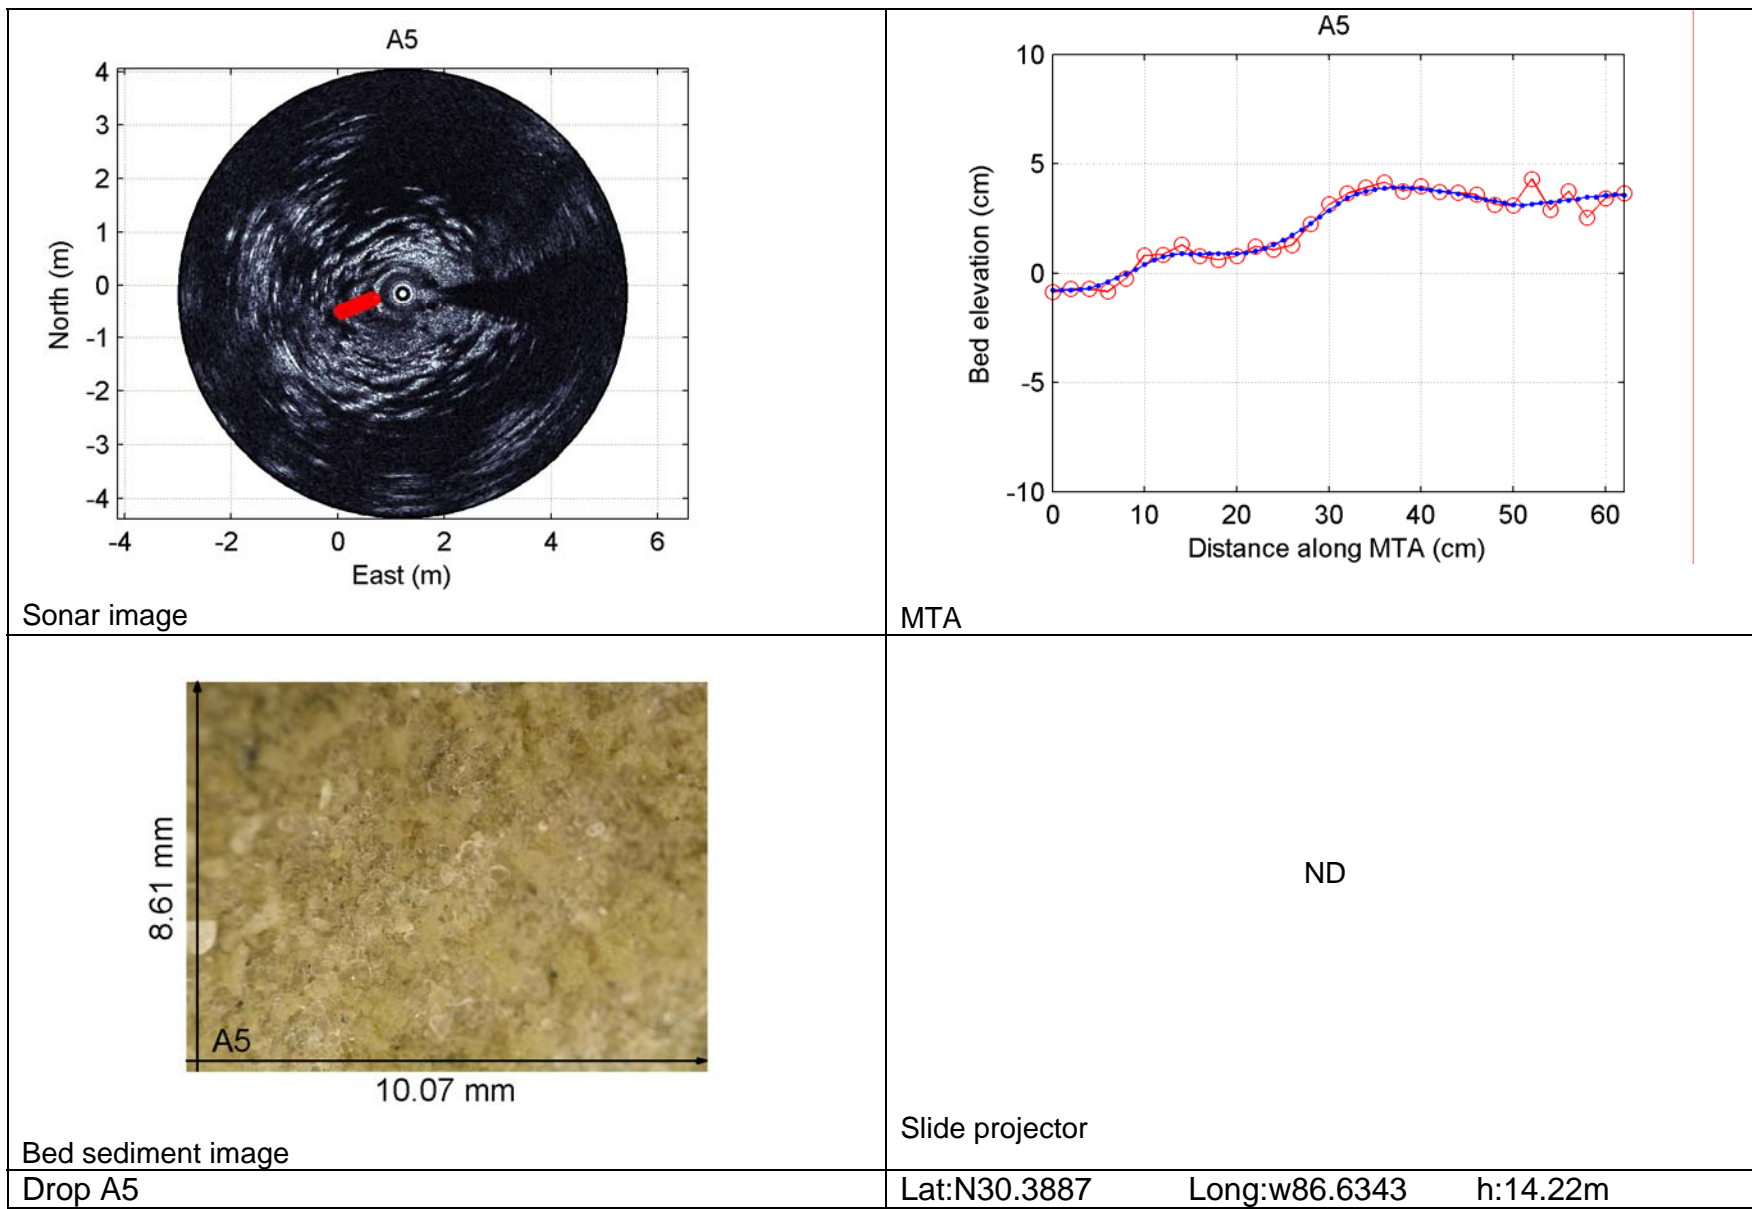 A5
4
3
2
1
0
-1
-2
-3
-4
North (m)
-4 -2 0 2 4 6
East (m)
Sonar image
A5
10
5
0
-5
-10
Bed elevation (cm)
0 10 20 30 40 50 60
Distance along MTA (cm)
MTA
8.61 mm
A5
10.07 mm
Bed sediment image
ND
Slide projector
Drop A5
Lat:N30.3887 Long:w86.6343 h:14.22m